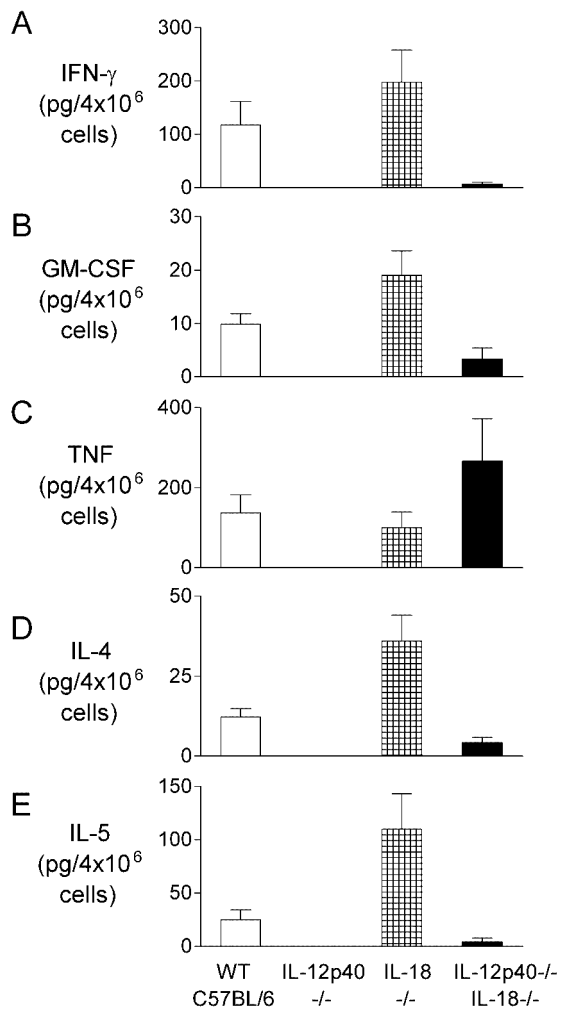 A
IFN-γ
(pg/4x10⁶
cells)
300
200
100
0
B
GM-CSF
(pg/4x10⁶
cells)
30
20
10
0
C
TNF
(pg/4x10⁶
cells)
400
200
0
D
IL-4
(pg/4x10⁶
cells)
50
25
0
E
IL-5
(pg/4x10⁶
cells)
150
100
50
0
WT IL-12p40 IL-18 IL-12p40-/-
C57BL/6 -/- -/- IL-18-/-